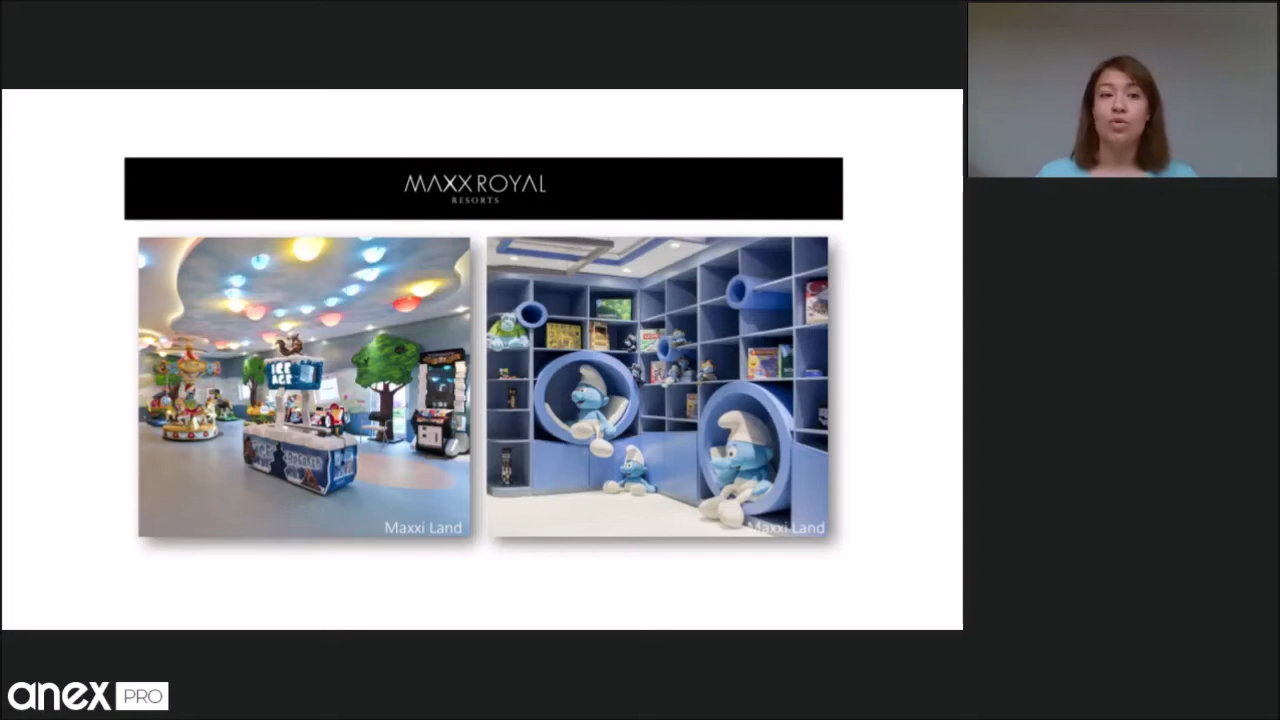 MAXX ROYAL
RESORTS
ICE
AGE
Maxxi Land
Maxxi Land
anex PRO